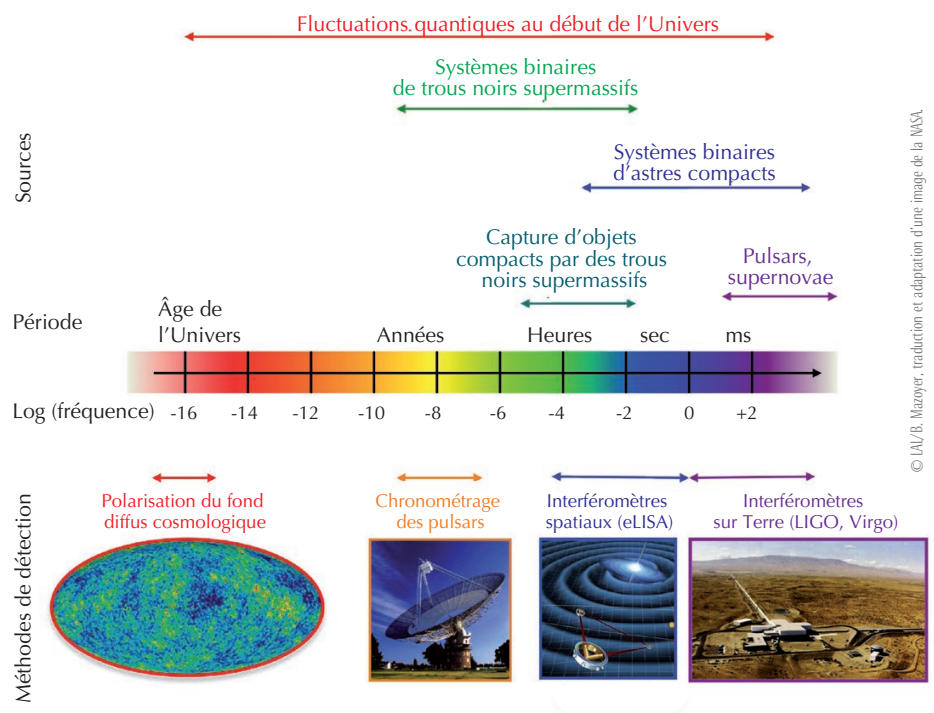 Fluctuations quantiques au début de l'Univers
Systèmes binaires
de trous noirs supermassifs
Sources
Systèmes binaires
d'astres compacts
Capture d'objets
compacts par des trous
noirs supermassifs
Pulsars,
supernovae
Période
Âge de
l'Univers
Années
Heures
sec
ms
Log (fréquence)
-16
-14
-12
-10
-8
-6
-4
-2
0
+2
Méthodes de détection
Polarisation du fond
diffus cosmologique
Chronométrage
des pulsars
Interféromètres
spatiaux (eLISA)
Interféromètres
sur Terre (LIGO, Virgo)
© LAL/B. Mazoyer, traduction et adaptation d'une image de la NASA.